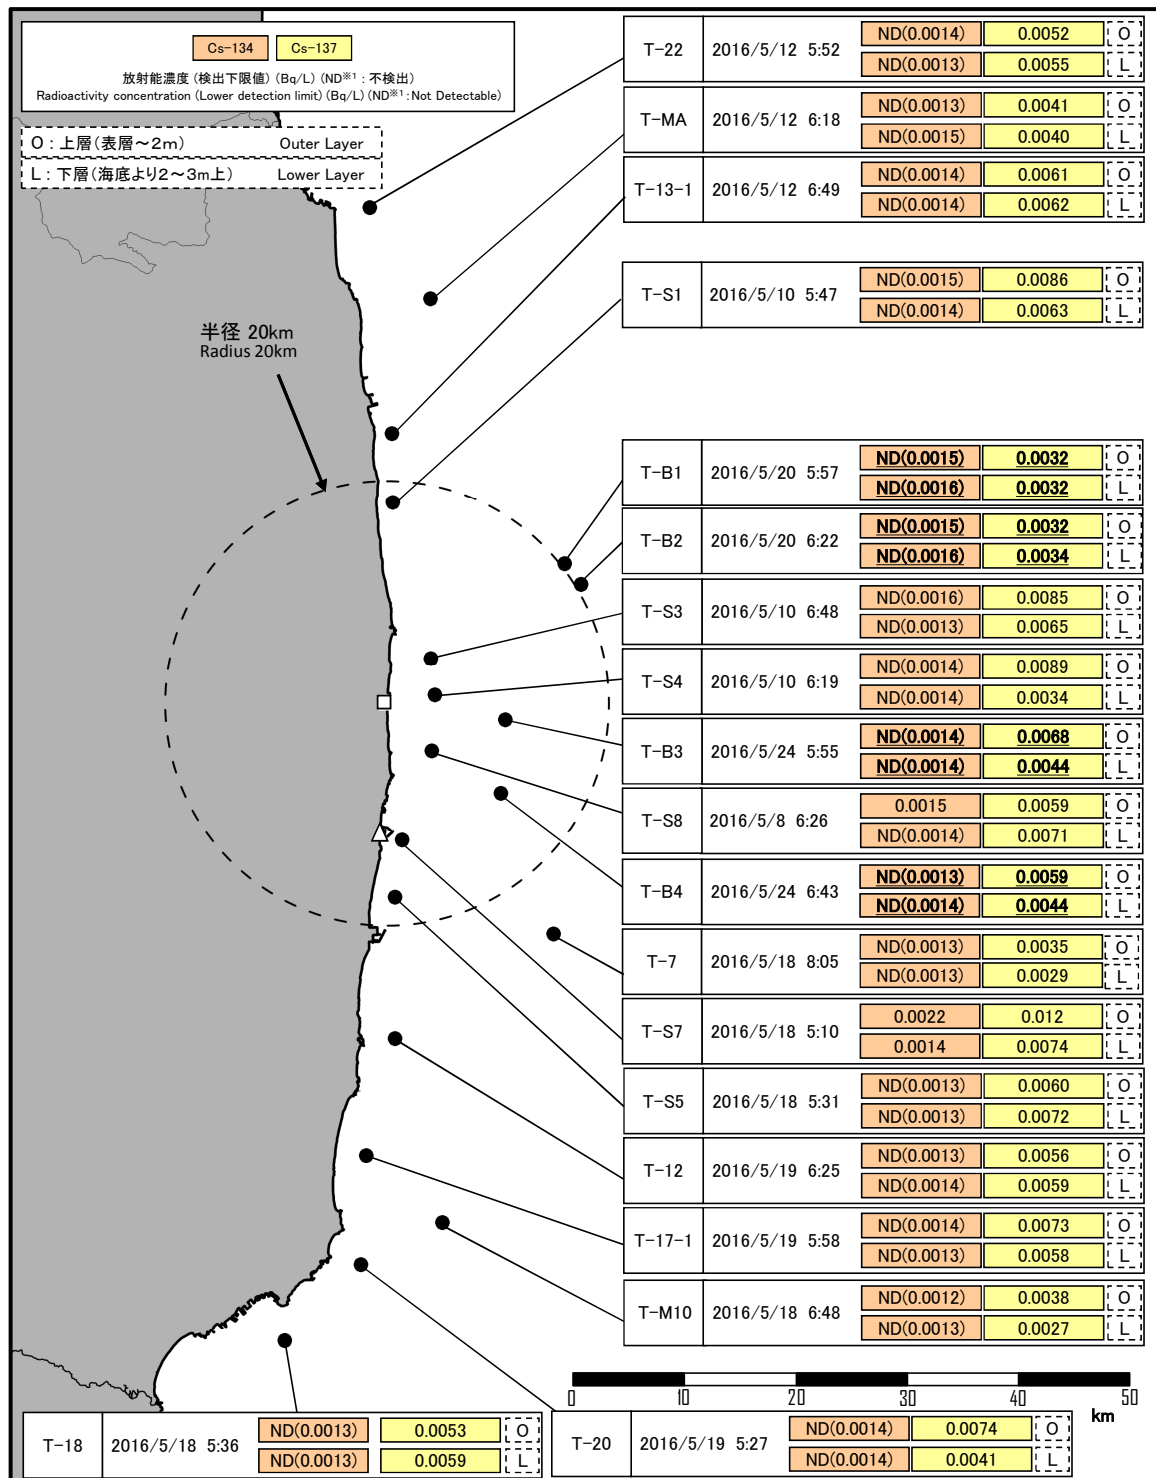 Cs-134 Cs-137
放射能濃度 (検出下限値) (Bq/L) (ND※1 : 不検出)
Radioactivity concentration (Lower detection limit) (Bq/L) (ND※1 : Not Detectable)
O : 上層(表層～2m) Outer Layer
L : 下層(海底より2～3m上) Lower Layer
T-22 2016/5/12 5:52 ND(0.0014) 0.0052 O
ND(0.0013) 0.0055 L
T-MA 2016/5/12 6:18 ND(0.0013) 0.0041 O
ND(0.0015) 0.0040 L
T-13-1 2016/5/12 6:49 ND(0.0014) 0.0061 O
ND(0.0014) 0.0062 L
T-S1 2016/5/10 5:47 ND(0.0015) 0.0086 O
ND(0.0014) 0.0063 L
半径 20km
Radius 20km
T-B1 2016/5/20 5:57 ND(0.0015) 0.0032 O
ND(0.0016) 0.0032 L
T-B2 2016/5/20 6:22 ND(0.0015) 0.0032 O
ND(0.0016) 0.0034 L
T-S3 2016/5/10 6:48 ND(0.0016) 0.0085 O
ND(0.0013) 0.0065 L
T-S4 2016/5/10 6:19 ND(0.0014) 0.0089 O
ND(0.0014) 0.0034 L
T-B3 2016/5/24 5:55 ND(0.0014) 0.0068 O
ND(0.0014) 0.0044 L
T-S8 2016/5/8 6:26 0.0015 0.0059 O
ND(0.0014) 0.0071 L
T-B4 2016/5/24 6:43 ND(0.0013) 0.0059 O
ND(0.0014) 0.0044 L
T-7 2016/5/18 8:05 ND(0.0013) 0.0035 O
ND(0.0013) 0.0029 L
T-S7 2016/5/18 5:10 0.0022 0.012 O
0.0014 0.0074 L
T-S5 2016/5/18 5:31 ND(0.0013) 0.0060 O
ND(0.0013) 0.0072 L
T-12 2016/5/19 6:25 ND(0.0013) 0.0056 O
ND(0.0014) 0.0059 L
T-17-1 2016/5/19 5:58 ND(0.0014) 0.0073 O
ND(0.0013) 0.0058 L
T-M10 2016/5/18 6:48 ND(0.0012) 0.0038 O
ND(0.0013) 0.0027 L
0 10 20 30 40 50
km
T-18 2016/5/18 5:36 ND(0.0013) 0.0053 O
ND(0.0013) 0.0059 L
T-20 2016/5/19 5:27 ND(0.0014) 0.0074 O
ND(0.0014) 0.0041 L